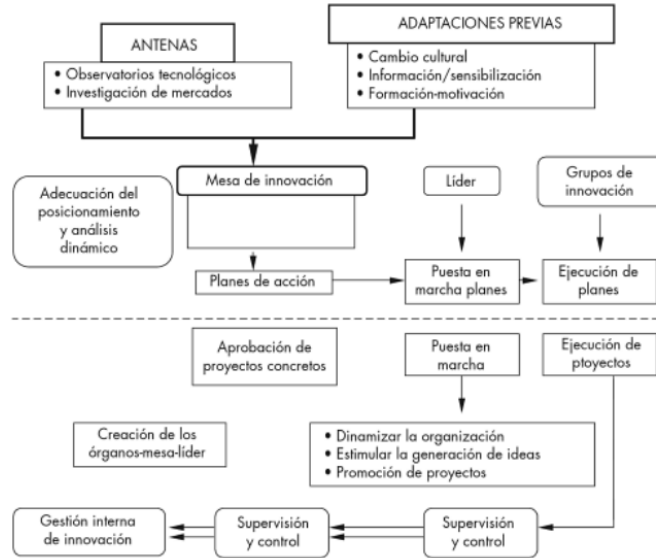 ANTENAS
• Observatorios tecnológicos
• Investigación de mercados
ADAPTACIONES PREVIAS
• Cambio cultural
• Información/sensibilización
• Formación-motivación
Adecuación del
posicionamiento
y análisis
dinámico
Mesa de innovación
Líder
Grupos de
innovación
Planes de acción
Puesta en
marcha planes
Ejecución de
planes
Aprobación de
proyectos concretos
Puesta en
marcha
Ejecución de
ptoyectos
Creación de los
órganos-mesa-líder
• Dinamizar la organización
• Estimular la generación de ideas
• Promoción de proyectos
Gestión interna
de innovación
Supervisión
y control
Supervisión
y control